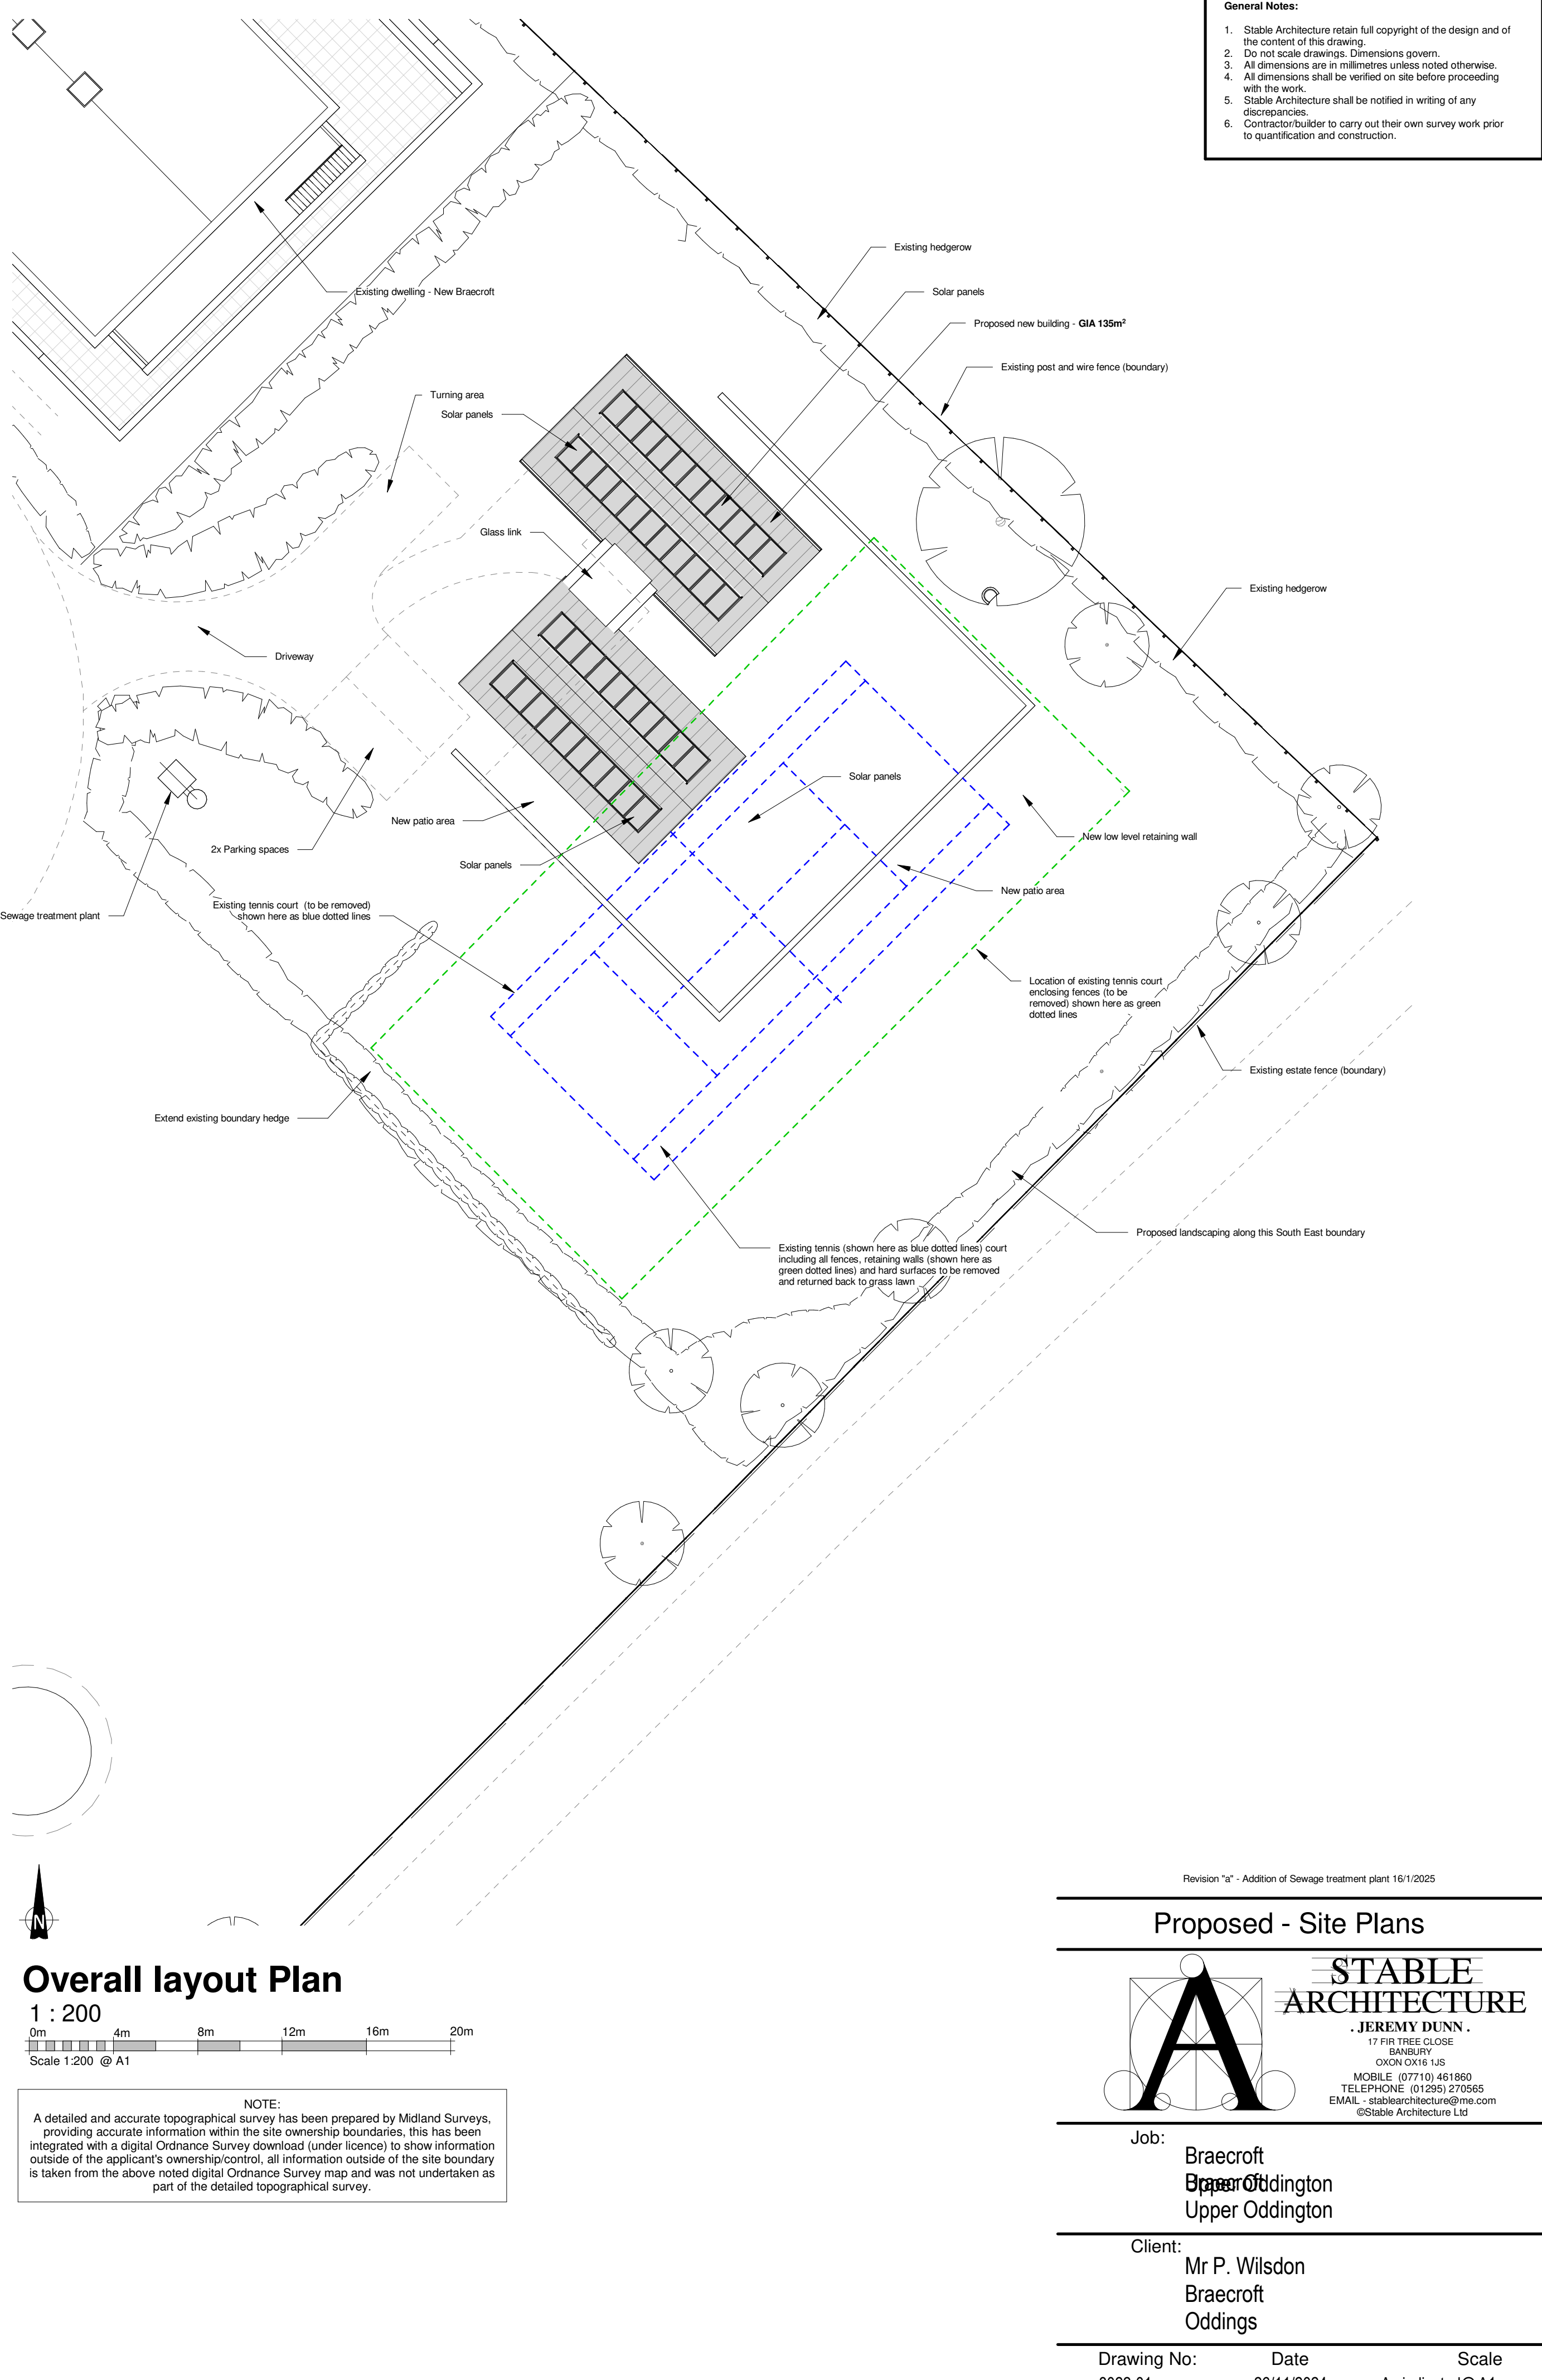 General Notes:
1. Stable Architecture retain full copyright of the design and of
the content of this drawing.
2. Do not scale drawings. Dimensions govern.
3. All dimensions are in millimetres unless noted otherwise.
4. All dimensions shall be verified on site before proceeding
with the work.
5. Stable Architecture shall be notified in writing of any
discrepancies.
6. Contractor/builder to carry out their own survey work prior
to quantification and construction.
Existing hedgerow
Existing dwelling - New Braecroft
Solar panels
Proposed new building - GIA 135m²
Existing post and wire fence (boundary)
Turning area
Solar panels
Glass link
Existing hedgerow
Driveway
Solar panels
New patio area
New low level retaining wall
2x Parking spaces
Solar panels
New patio area
Existing tennis court (to be removed)
shown here as blue dotted lines
Sewage treatment plant
Location of existing tennis court
enclosing fences (to be
removed) shown here as green
dotted lines
Existing estate fence (boundary)
Extend existing boundary hedge
Proposed landscaping along this South East boundary
Existing tennis (shown here as blue dotted lines) court
including all fences, retaining walls (shown here as
green dotted lines) and hard surfaces to be removed
and returned back to grass lawn
N
Overall layout Plan
1 : 200
0m 4m 8m 12m 16m 20m
Scale 1:200 @ A1
NOTE:
A detailed and accurate topographical survey has been prepared by Midland Surveys,
providing accurate information within the site ownership boundaries, this has been
integrated with a digital Ordnance Survey download (under licence) to show information
outside of the applicant's ownership/control, all information outside of the site boundary
is taken from the above noted digital Ordnance Survey map and was not undertaken as
part of the detailed topographical survey.
Revision "a" - Addition of Sewage treatment plant 16/1/2025
Proposed - Site Plans
A
STABLE
ARCHITECTURE
. JEREMY DUNN .
17 FIR TREE CLOSE
BANBURY
OXON OX16 1JS
MOBILE (07710) 461860
TELEPHONE (01295) 270565
EMAIL - stablearchitecture@me.com
©Stable Architecture Ltd
Job:
Braecroft
Braecroft
Upper Oddington
Upper Oddington
Client:
Mr P. Wilsdon
Braecroft
Oddings
Drawing No: Date Scale